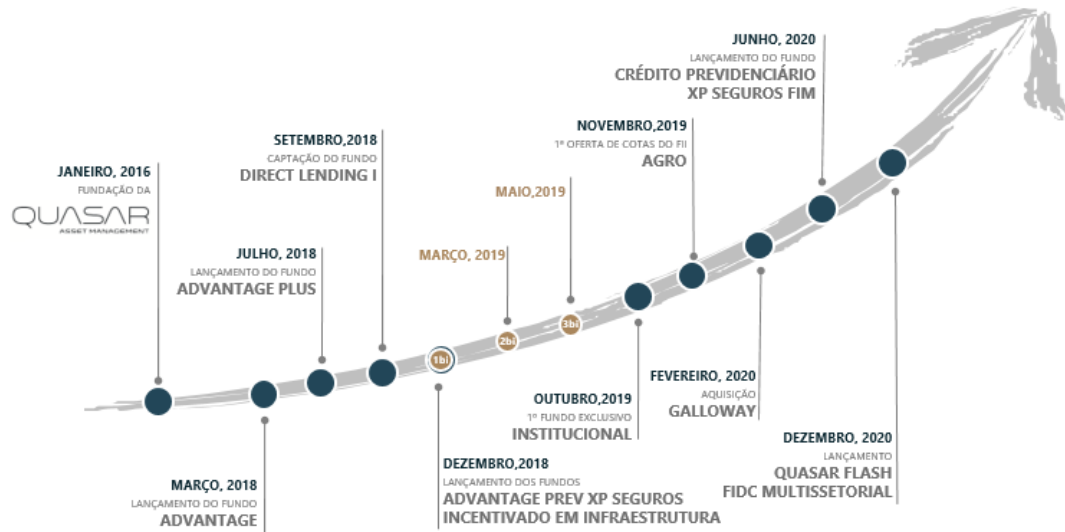 JANEIRO, 2016
FUNDAÇÃO DA
QUASAR
ASSET MANAGEMENT
MARÇO, 2018
LANÇAMENTO DO FUNDO
ADVANTAGE
JULHO, 2018
LANÇAMENTO DO FUNDO
ADVANTAGE PLUS
SETEMBRO,2018
CAPTAÇÃO DO FUNDO
DIRECT LENDING I
1bi
DEZEMBRO,2018
LANÇAMENTO DOS FUNDOS
ADVANTAGE PREV XP SEGUROS
INCENTIVADO EM INFRAESTRUTURA
MARÇO, 2019
2bi
MAIO,2019
3bi
OUTUBRO,2019
1º FUNDO EXCLUSIVO
INSTITUCIONAL
NOVEMBRO,2019
1ª OFERTA DE COTAS DO FII
AGRO
FEVEREIRO, 2020
AQUISIÇÃO
GALLOWAY
JUNHO, 2020
LANÇAMENTO DO FUNDO
CRÉDITO PREVIDENCIÁRIO
XP SEGUROS FIM
DEZEMBRO, 2020
LANÇAMENTO
QUASAR FLASH
FIDC MULTISSETORIAL